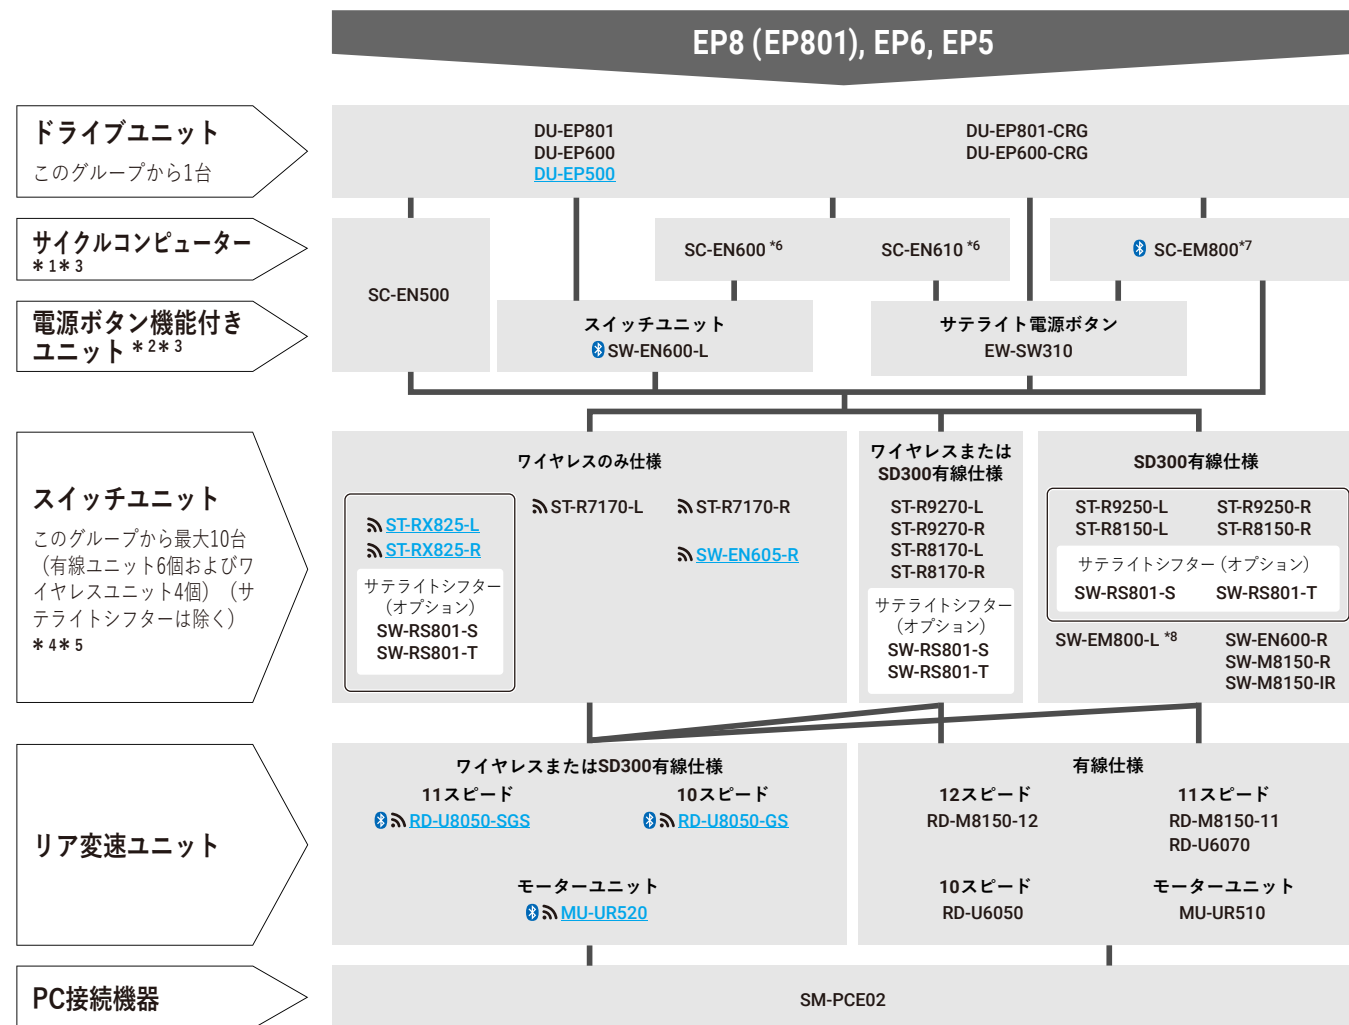 EP8 (EP801), EP6, EP5
ドライブユニット
このグループから1台
DU-EP801
DU-EP600
DU-EP500
DU-EP801-CRG
DU-EP600-CRG
サイクルコンピューター
＊1＊3
SC-EN600 *6
SC-EN610 *6
SC-EM800*7
SC-EN500
電源ボタン機能付き
ユニット ＊2＊3
スイッチユニット
SW-EN600-L
サテライト電源ボタン
EW-SW310
スイッチユニット
このグループから最大10台
（有線ユニット6個およびワ
イヤレスユニット4個）（サ
テライトシフターは除く）
＊4＊5
ワイヤレスのみ仕様
ST-RX825-L
ST-RX825-R
サテライトシフター
（オプション）
SW-RS801-S
SW-RS801-T
ST-R7170-L
ST-R7170-R
SW-EN605-R
ワイヤレスまたは
SD300有線仕様
ST-R9270-L
ST-R9270-R
ST-R8170-L
ST-R8170-R
サテライトシフター
（オプション）
SW-RS801-S
SW-RS801-T
SD300有線仕様
ST-R9250-L ST-R9250-R
ST-R8150-L ST-R8150-R
サテライトシフター（オプション）
SW-RS801-S SW-RS801-T
SW-EM800-L *8
SW-EN600-R
SW-M8150-R
SW-M8150-IR
リア変速ユニット
ワイヤレスまたはSD300有線仕様
11スピード
RD-U8050-SGS
10スピード
RD-U8050-GS
モーターユニット
MU-UR520
有線仕様
12スピード
RD-M8150-12
11スピード
RD-M8150-11
RD-U6070
10スピード
RD-U6050
モーターユニット
MU-UR510
PC接続機器
SM-PCE02